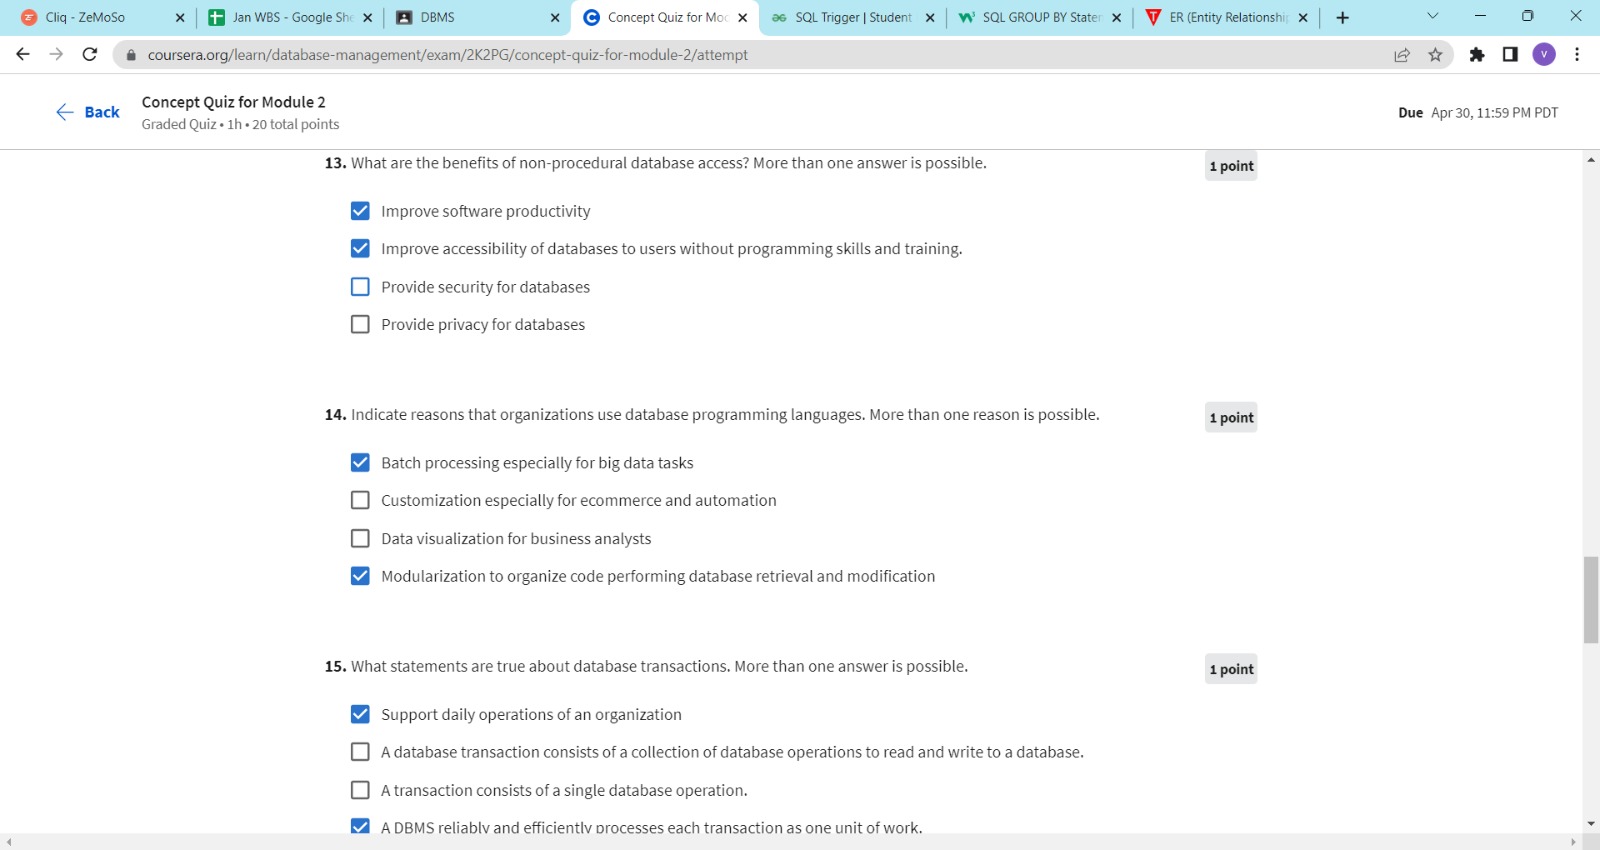 Cliq - ZeMoSo
Jan WBS - Google She
DBMS
Concept Quiz for Moc
SQL Trigger | Student
SQL GROUP BY Stater
ER (Entity Relationshi
coursera.org/learn/database-management/exam/2K2PG/concept-quiz-for-module-2/attempt
V
Back
Concept Quiz for Module 2
Graded Quiz • 1h • 20 total points
Due Apr 30, 11:59 PM PDT
13. What are the benefits of non-procedural database access? More than one answer is possible.
1 point
Improve software productivity
Improve accessibility of databases to users without programming skills and training.
Provide security for databases
Provide privacy for databases
14. Indicate reasons that organizations use database programming languages. More than one reason is possible.
1 point
Batch processing especially for big data tasks
Customization especially for ecommerce and automation
Data visualization for business analysts
Modularization to organize code performing database retrieval and modification
15. What statements are true about database transactions. More than one answer is possible.
1 point
Support daily operations of an organization
A database transaction consists of a collection of database operations to read and write to a database.
A transaction consists of a single database operation.
A DBMS reliably and efficiently processes each transaction as one unit of work.